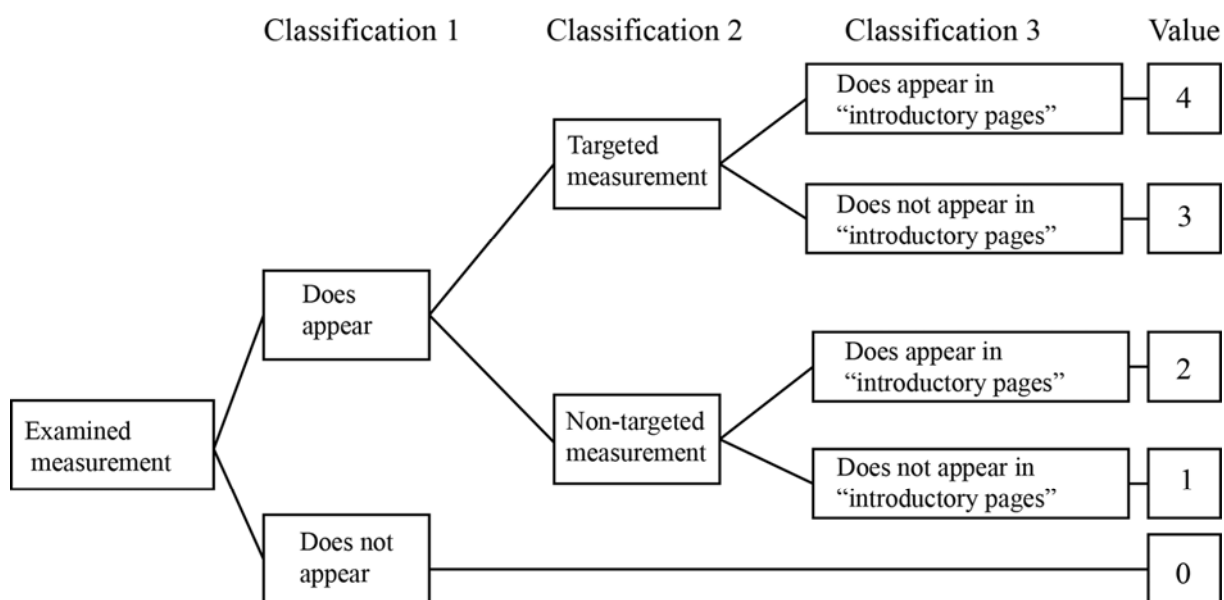 Classification 1 Classification 2 Classification 3 Value
Does appear in
“introductory pages”
4
Targeted
measurement
Does not appear in
“introductory pages”
3
Does
appear
Does appear in
“introductory pages”
2
Examined
measurement
Non-targeted
measurement
Does not appear in
“introductory pages”
1
Does not
appear
0